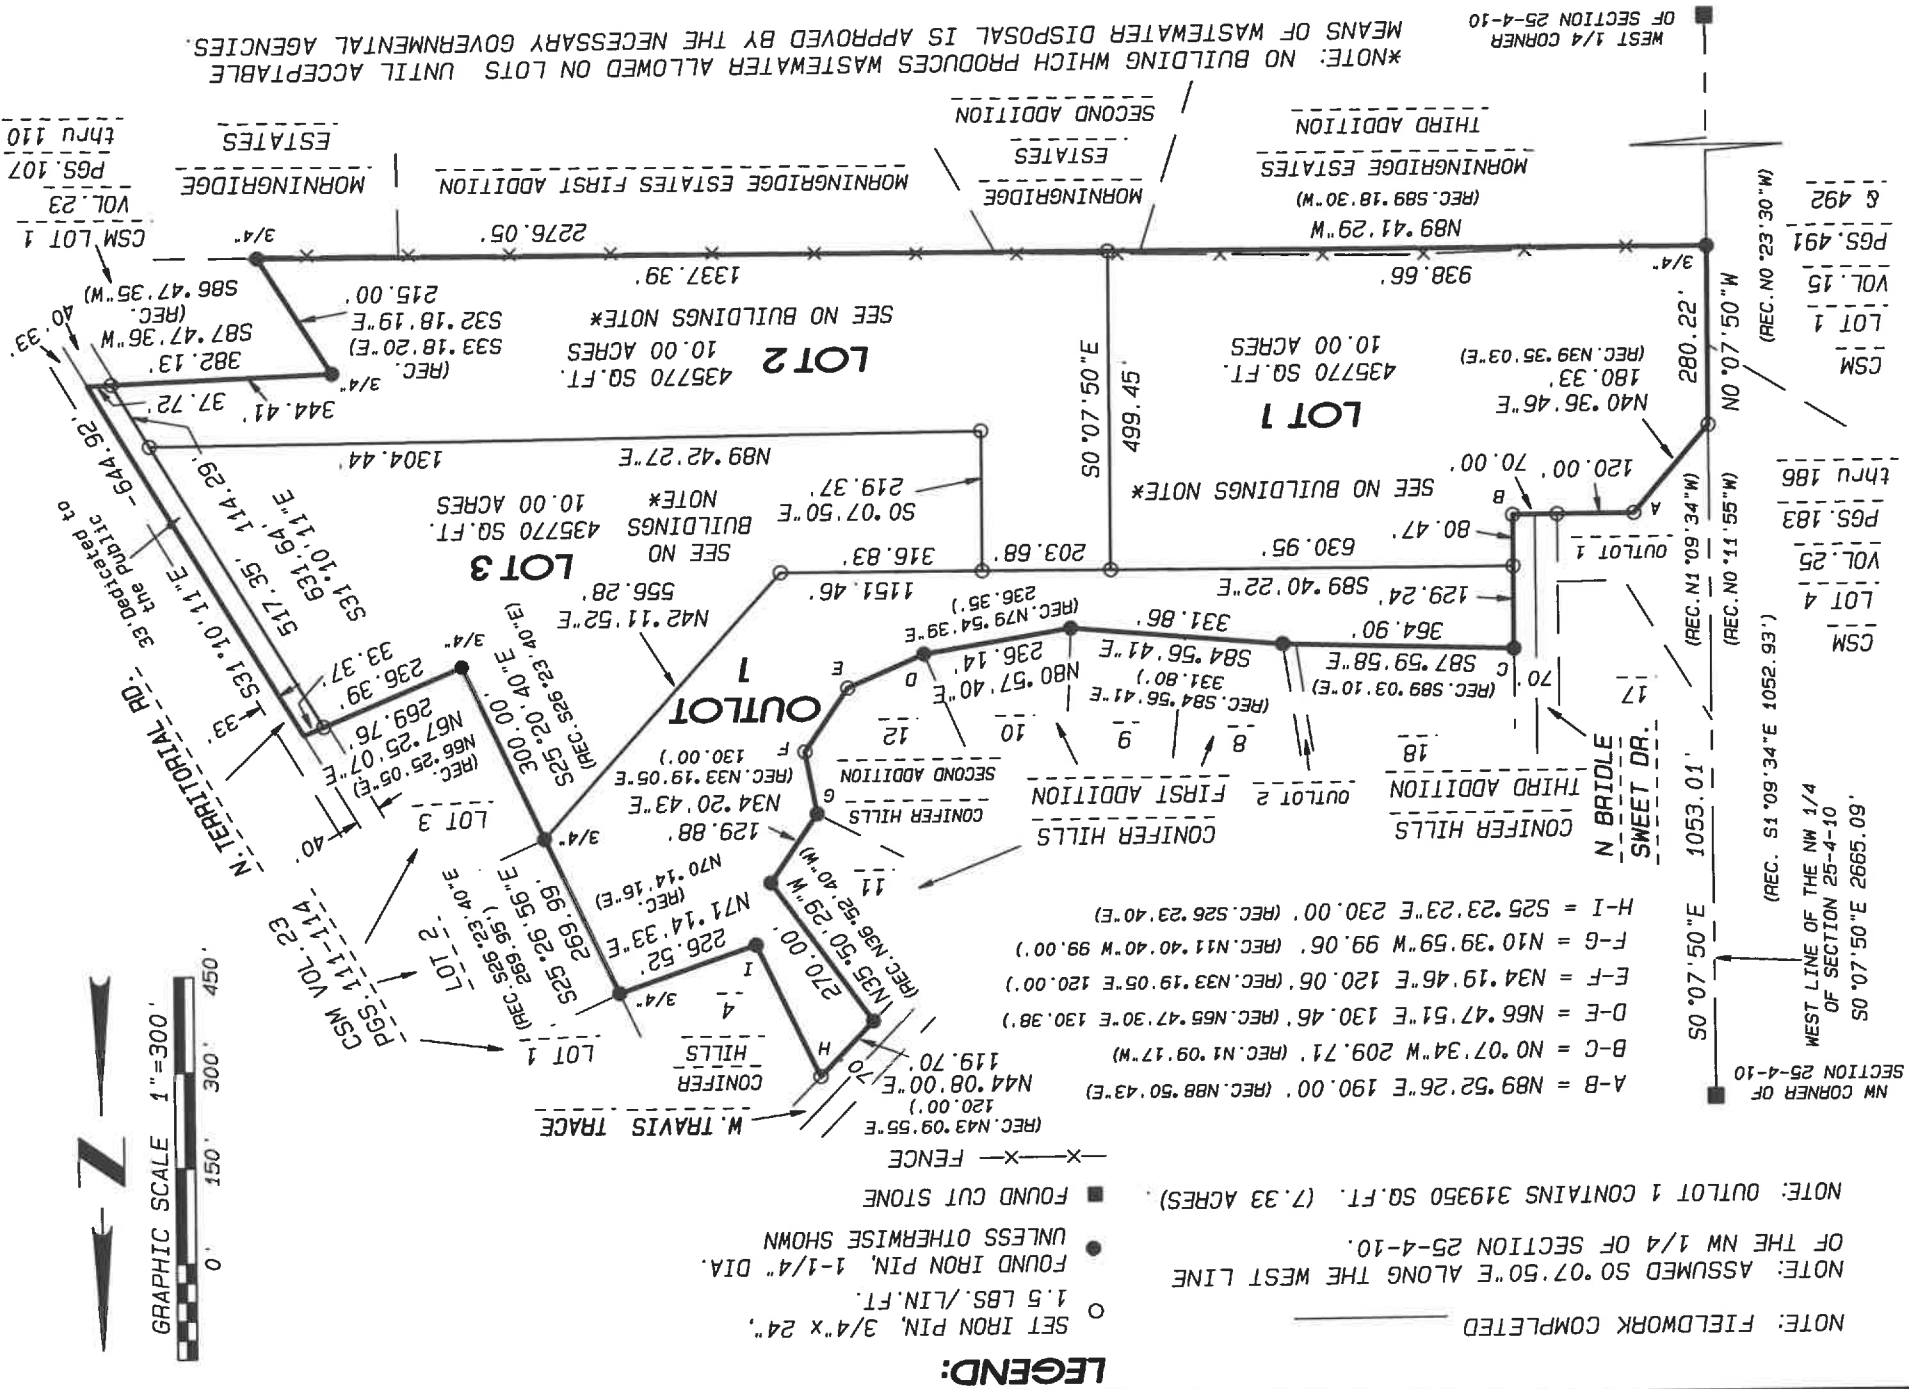 LEGEND:
SET IRON PIN, 3/4"x 24",
1.5 LBS./LIN.FT.
FOUND IRON PIN, 1-1/4" DIA.
UNLESS OTHERWISE SHOWN
FOUND CUT STONE
—X——X— FENCE
NOTE: FIELDWORK COMPLETED
NOTE: ASSUMED S0°07'50"E ALONG THE WEST LINE
OF THE NW 1/4 OF SECTION 25-4-10.
NOTE: OUTLOT 1 CONTAINS 319350 SQ.FT. (7.33 ACRES).
GRAPHIC SCALE 1"=300'
0'
150'
300'
450'
N
NW CORNER OF
SECTION 25-4-10
WEST LINE OF THE NW 1/4
OF SECTION 25-4-10
S0°07'50"E 2665.09'
S0°07'50"E 1053.01'
(REC. S1°09'34"E 1052.93')
A-B = N89°52'26"E 190.00' (REC.N88°50'43"E)
B-C = N0°07'34"W 209.71' (REC.N1°09'17"W)
D-E = N66°47'51"E 130.46' (REC.N65°47'30"E 130.38')
E-F = N34°19'46"E 120.06' (REC.N33°19'05"E 120.00')
F-G = N10°39'59"W 99.06' (REC.N11°40'40"W 99.00')
H-I = S25°23'23"E 230.00' (REC.S26°23'40"E)
(REC.N43°09'55"E
120.00')
N44°08'00"E
119.70'
W.TRAVIS TRACE
70'
H
CONIFER
HILLS
4
I
3/4"
N71°14'33"E
226.52'
(REC.
N70°14'16"E)
N35°50'29"W
270.00'
(REC.N36°52'40"W)
11
LOT 1
LOT 2
LOT 3
CSM VOL.23
PGS.111-114
S25°26'56"E
269.99'
(REC.S26°23'40"E
269.95')
3/4"
N BRIDLE
SWEET DR.
17
70'
CONIFER HILLS
THIRD ADDITION
18
OUTLOT 2
CONIFER HILLS
FIRST ADDITION
8
9
10
CONIFER HILLS
SECOND ADDITION
12
G
F
E
D
C
129.88'
N34°20'43"E
(REC.N33°19'05"E
130.00')
(REC.S89°03'10"E)
S87°59'58"E
364.90'
(REC.S84°56'41"E
331.80')
S84°56'41"E
331.86'
N80°57'40"E
236.14'
(REC.N79°54'39"E
236.35')
OUTLOT
1
N42°11'52"E
556.28'
S25°20'40"E
300.00'
(REC.S26°23'40"E)
N. TERRITORIAL RD.
40'
33'
(REC.
N66°25'05"E)
N67°25'07"E
269.76'
236.39'
33.37'
3/4"
S31°10'11"E
644.92'
33'Dedicated to
the Public
S31°10'11"E
631.64'
517.35'
114.29'
CSM
LOT 4
VOL.25
PGS.183
thru 186
(REC.N1°09'34"W)
(REC.N0°11'55"W)
129.24'
80.47'
S89°40'22"E
1151.46'
630.95'
203.68'
316.83'
OUTLOT 1
A
B
120.00'
70.00'
SEE NO BUILDINGS NOTE*
N40°36'46"E
180.33'
(REC.N39°35'03"E)
LOT 1
435770 SQ.FT.
10.00 ACRES
S0°07'50"E
499.45'
S0°07'50"E
219.37'
LOT 3
435770 SQ.FT.
10.00 ACRES
SEE NO
BUILDINGS
NOTE*
N89°42'27"E
1304.44'
LOT 2
435770 SQ.FT.
10.00 ACRES
SEE NO BUILDINGS NOTE*
344.41'
37.72'
382.13'
S87°47'36"W
(REC.
S86°47'35"W)
3/4"
(REC.
S33°18'20"E)
S32°18'19"E
215.00'
40'
33'
CSM
LOT 1
VOL.15
PGS.491
& 492
N0°07'50"W
280.22'
(REC.N0°23'30"W)
3/4"
938.66'
1337.39'
N89°41'29"W
2276.05'
(REC.S89°18'30"W)
3/4"
CSM LOT 1
VOL.23
PGS.107
thru 110
MORNINGRIDGE ESTATES
THIRD ADDITION
MORNINGRIDGE
ESTATES
SECOND ADDITION
MORNINGRIDGE ESTATES FIRST ADDITION
MORNINGRIDGE
ESTATES
WEST 1/4 CORNER
OF SECTION 25-4-10
*NOTE: NO BUILDING WHICH PRODUCES WASTEWATER ALLOWED ON LOTS UNTIL ACCEPTABLE
MEANS OF WASTEWATER DISPOSAL IS APPROVED BY THE NECESSARY GOVERNMENTAL AGENCIES.